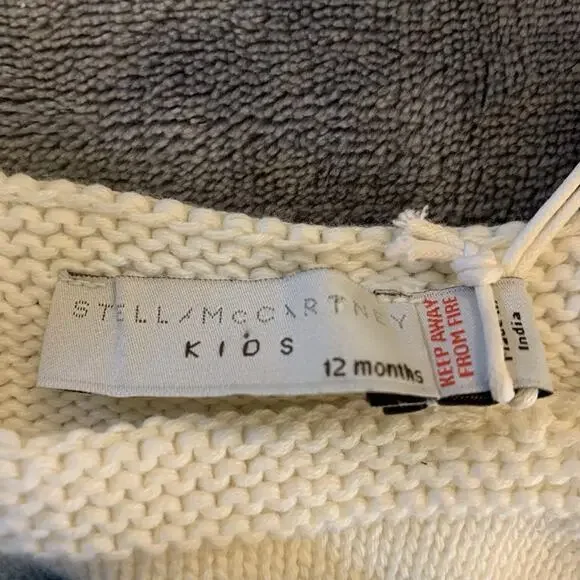 STELLA McCARTNEY
KIDS
12 months
KEEP AWAY
FROM FIRE
India